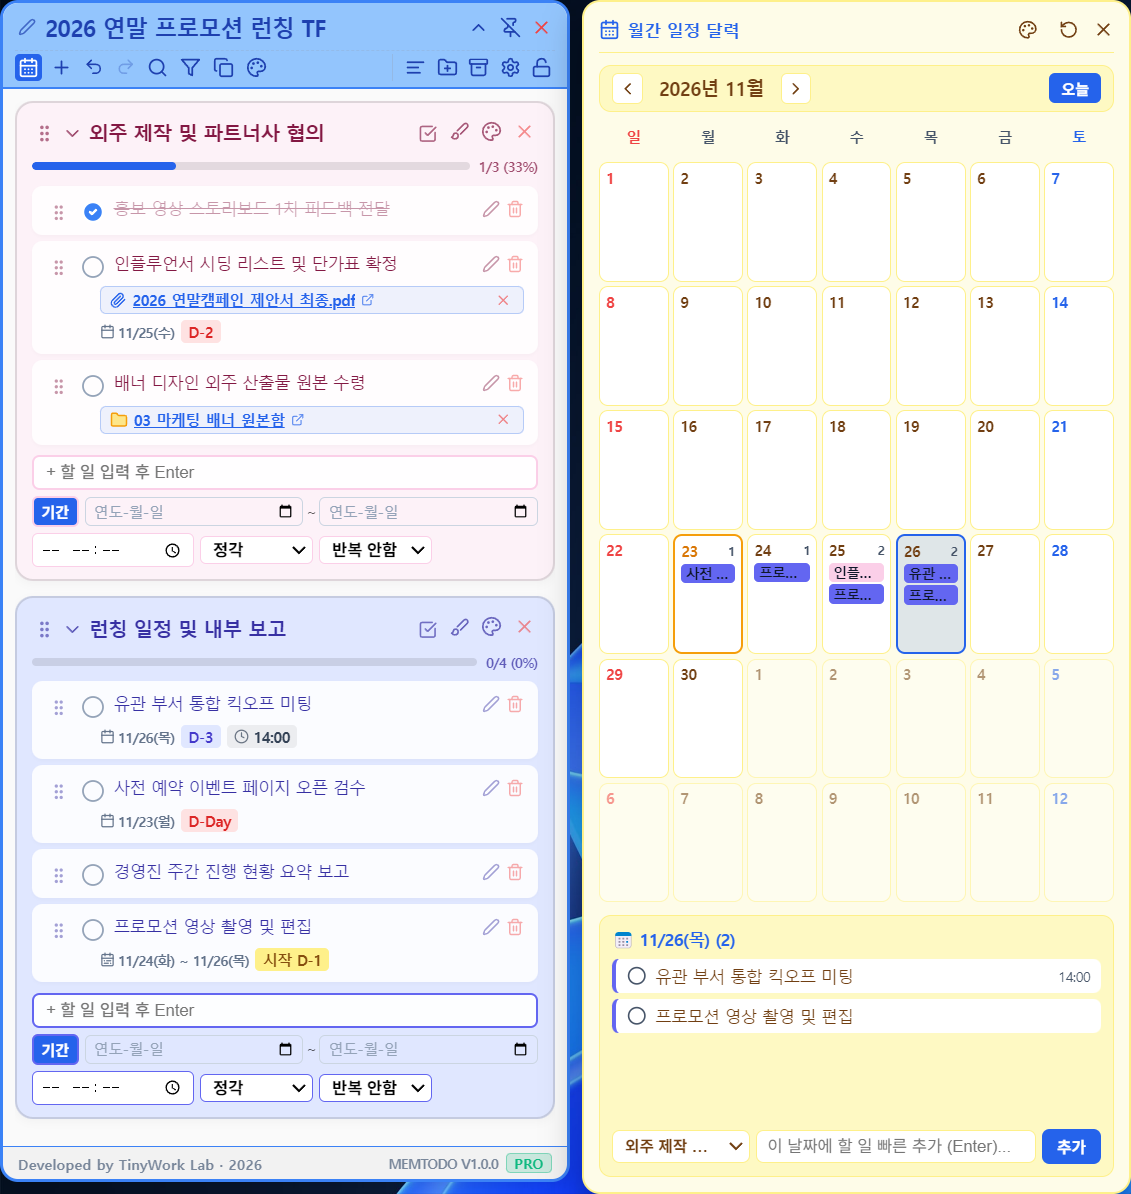 2026 연말 프로모션 런칭 TF
외주 제작 및 파트너사 협의
1/3 (33%)
홍보 영상 스토리보드 1차 피드백 전달
인플루언서 시딩 리스트 및 단가표 확정
2026 연말캠페인 제안서 최종.pdf
11/25(수) D-2
배너 디자인 외주 산출물 원본 수령
03 마케팅 배너 원본함
+ 할 일 입력 후 Enter
기간 연도-월-일 ~ 연도-월-일
-- --:-- 정각 반복 안함
런칭 일정 및 내부 보고
0/4 (0%)
유관 부서 통합 킥오프 미팅
11/26(목) D-3 14:00
사전 예약 이벤트 페이지 오픈 검수
11/23(월) D-Day
경영진 주간 진행 현황 요약 보고
프로모션 영상 촬영 및 편집
11/24(화) ~ 11/26(목) 시작 D-1
+ 할 일 입력 후 Enter
기간 연도-월-일 ~ 연도-월-일
-- --:-- 정각 반복 안함
Developed by TinyWork Lab · 2026 MEMTODO V1.0.0 PRO
월간 일정 달력
2026년 11월 오늘
일 월 화 수 목 금 토
1 2 3 4 5 6 7
8 9 10 11 12 13 14
15 16 17 18 19 20 21
22 23 1 24 1 25 2 26 2 27 28
사전 ... 프로... 인플... 유관 ...
프로... 프로...
29 30 1 2 3 4 5
6 7 8 9 10 11 12
11/26(목) (2)
유관 부서 통합 킥오프 미팅 14:00
프로모션 영상 촬영 및 편집
외주 제작 ... 이 날짜에 할 일 빠른 추가 (Enter)... 추가